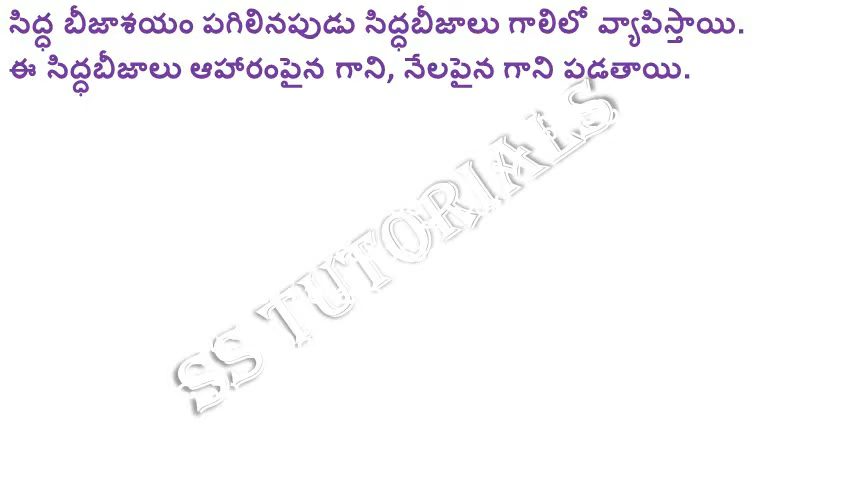 సిద్ధ బీజాశయం పగిలినపుడు సిద్ధబీజాలు గాలిలో వ్యాపిస్తాయి.
ఈ సిద్ధబీజాలు ఆహారంపైన గాని, నేలపైన గాని పడతాయి.
SS TUTORIALS